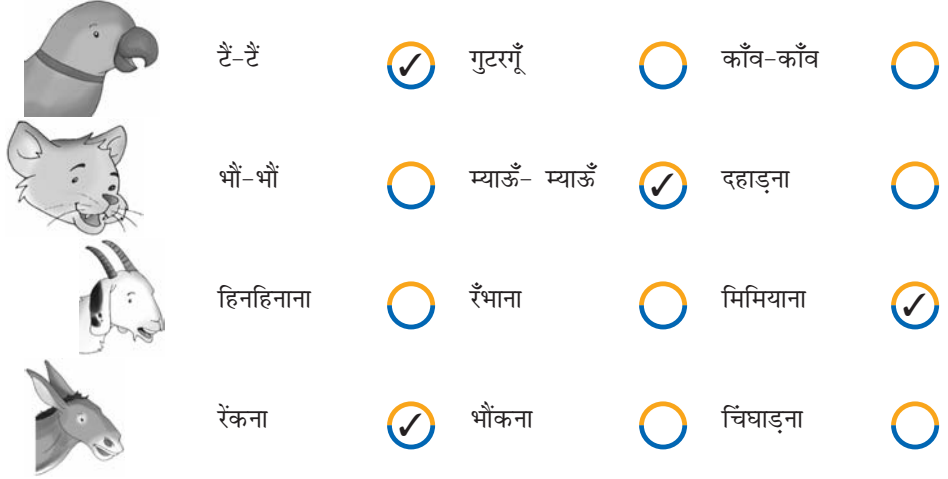 टैं-टैं ✓ गुटरगूँ काँव-काँव
भौं-भौं म्याऊँ- म्याऊँ ✓ दहाड़ना
हिनहिनाना रँभाना मिमियाना ✓
रेंकना ✓ भौंकना चिंघाड़ना